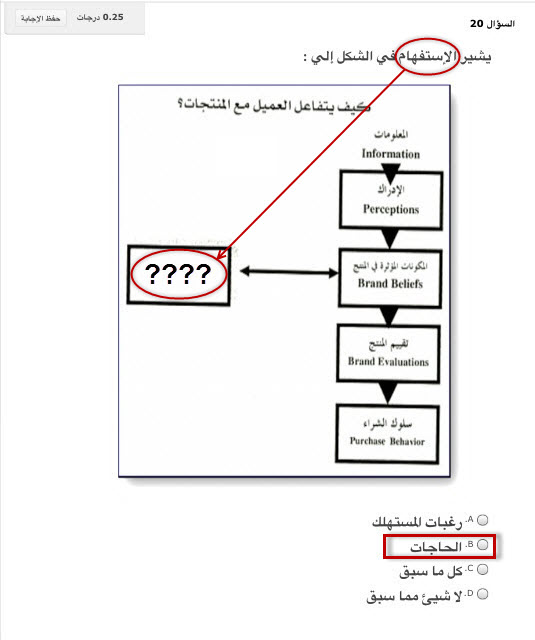 السؤال 20
0.25 درجات
حفظ الإجابة
يشير الإستفهام في الشكل إلي :
كيف يتفاعل العميل مع المنتجات؟
المعلومات
Information
الإدراك
Perceptions
????
المكونات المؤثرة في المنتج
Brand Beliefs
تقييم المنتج
Brand Evaluations
سلوك الشراء
Purchase Behavior
A. رغبات المستهلك
B. الحاجات
C. كل ما سبق
D. لا شيئ مما سبق